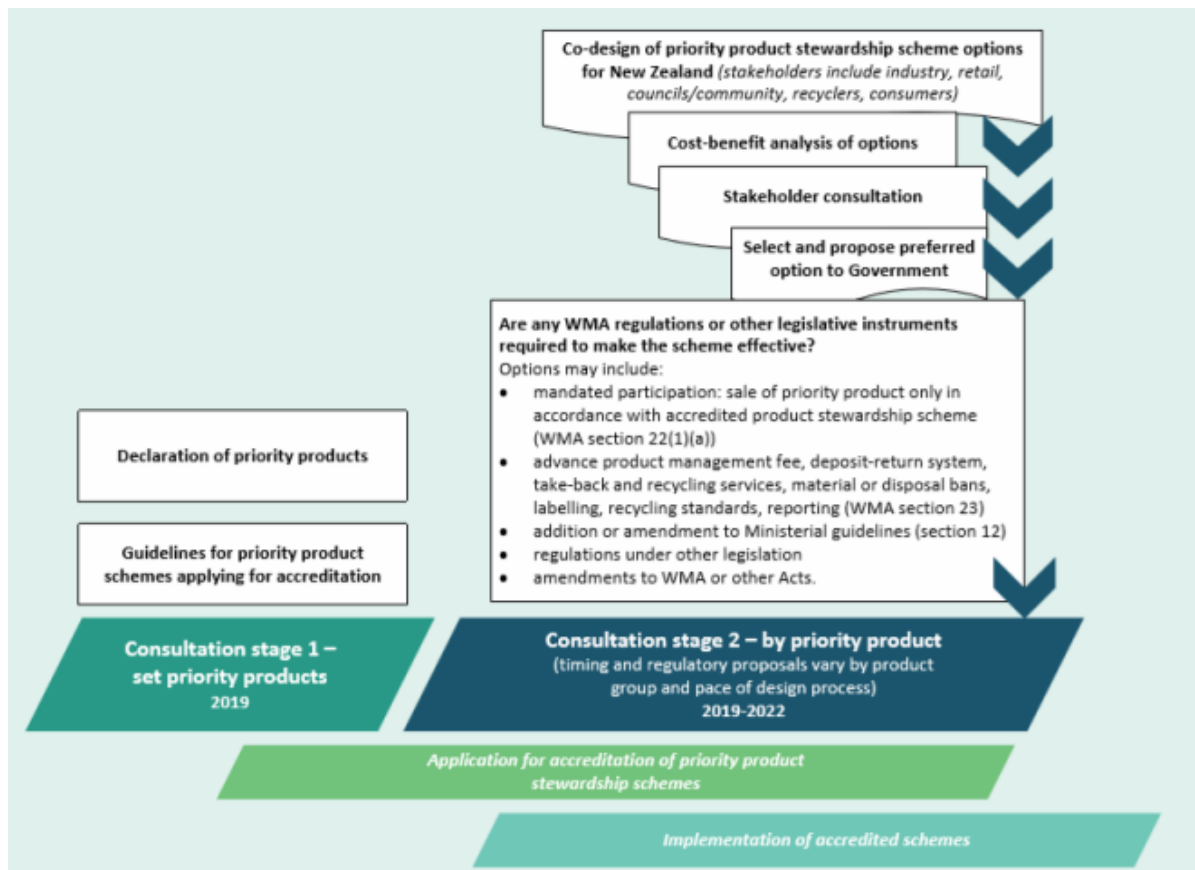 Co-design of priority product stewardship scheme options
for New Zealand (stakeholders include industry, retail,
councils/community, recyclers, consumers)
Cost-benefit analysis of options
Stakeholder consultation
Select and propose preferred
option to Government
Are any WMA regulations or other legislative instruments
required to make the scheme effective?
Options may include:
• mandated participation: sale of priority product only in
accordance with accredited product stewardship scheme
(WMA section 22(1)(a))
• advance product management fee, deposit-return system,
take-back and recycling services, material or disposal bans,
labelling, recycling standards, reporting (WMA section 23)
• addition or amendment to Ministerial guidelines (section 12)
• regulations under other legislation
• amendments to WMA or other Acts.
Declaration of priority products
Guidelines for priority product
schemes applying for accreditation
Consultation stage 1 –
set priority products
2019
Consultation stage 2 – by priority product
(timing and regulatory proposals vary by product
group and pace of design process)
2019-2022
Application for accreditation of priority product
stewardship schemes
Implementation of accredited schemes